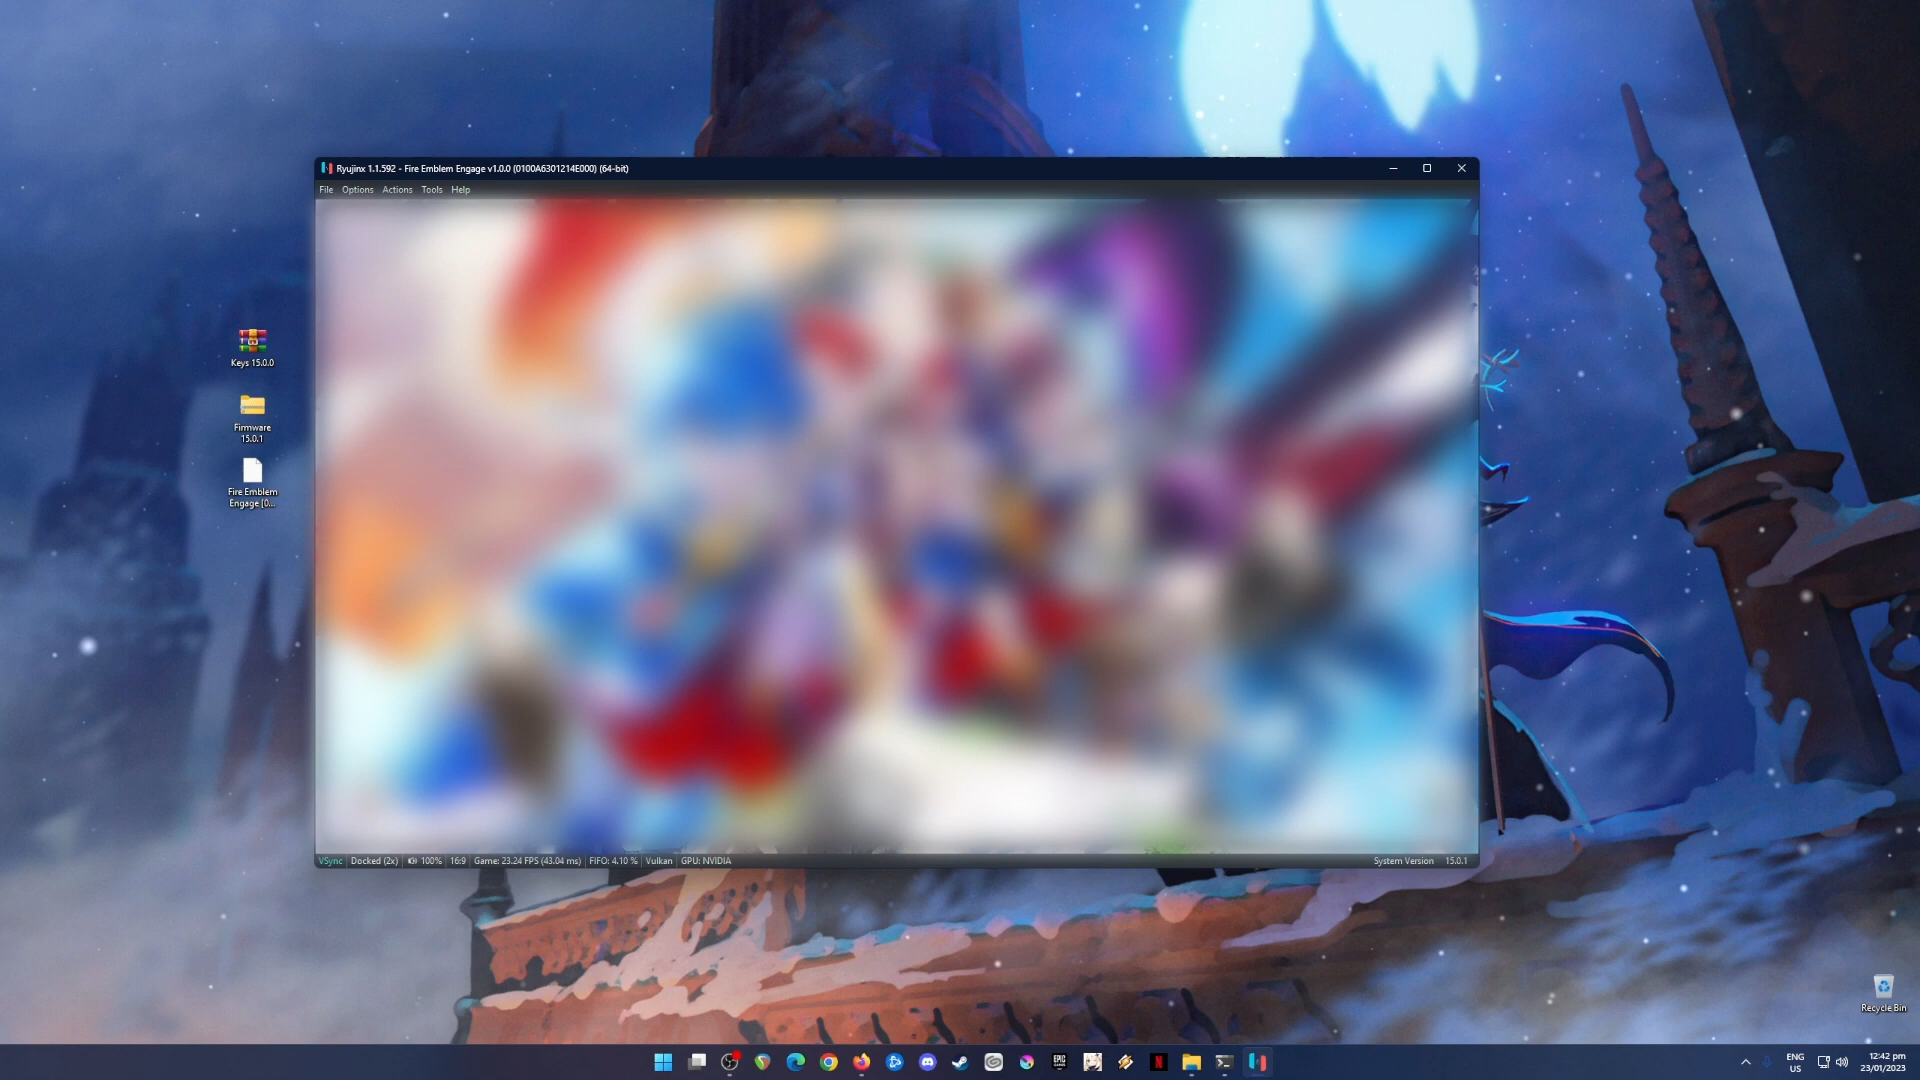 Ryujinx 1.1.592 - Fire Emblem Engage v1.0.0 (0100A6301214E000) (64-bit)
File Options Actions Tools Help
Keys 15.0.0
Firmware
15.0.1
Fire Emblem
Engage [0...
VSync Docked (2x) 100% 16:9 Game: 23.24 FPS (43.04 ms) FIFO: 4.10 % Vulkan GPU: NVIDIA System Version 15.0.1
Recycle Bin
EPIC
GAMES
N
ENG
US
12:42 pm
23/01/2023